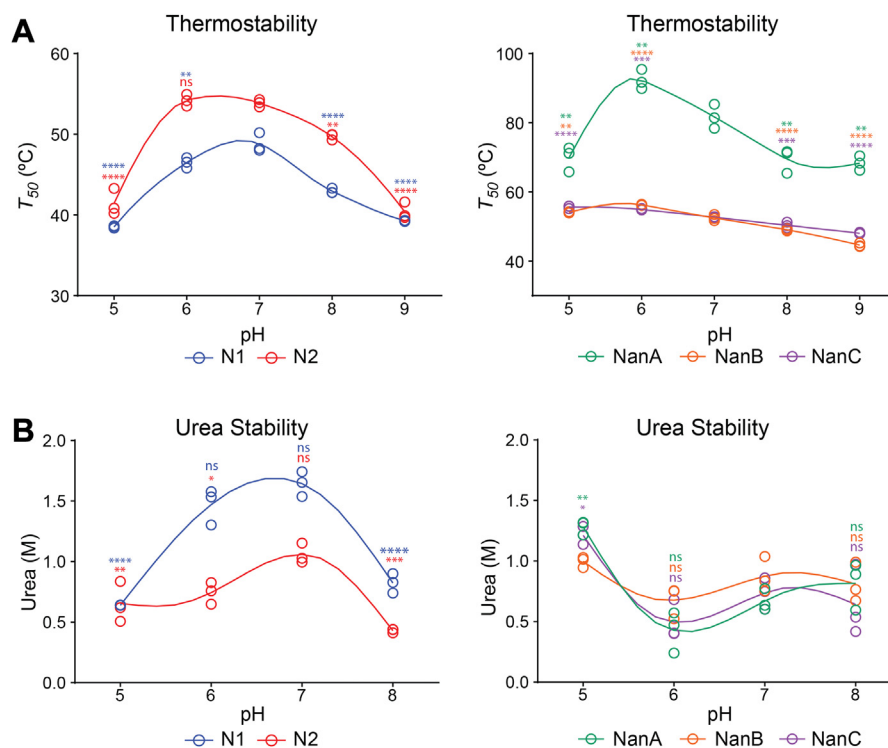 A
Thermostability
60
50
40
30
T50 (ºC)
**
ns
****
****
****
**
****
****
5 6 7 8 9
pH
N1 N2
Thermostability
100
80
60
40
T50 (ºC)
**
****
***
**
**
****
**
****
***
**
****
****
5 6 7 8 9
pH
NanA NanB NanC
B
Urea Stability
2.0
1.5
1.0
0.5
0.0
Urea (M)
ns
*
ns
ns
****
**
****
***
5 6 7 8
pH
N1 N2
Urea Stability
2.0
1.5
1.0
0.5
0.0
Urea (M)
**
*
ns
ns
ns
ns
ns
ns
5 6 7 8
pH
NanA NanB NanC